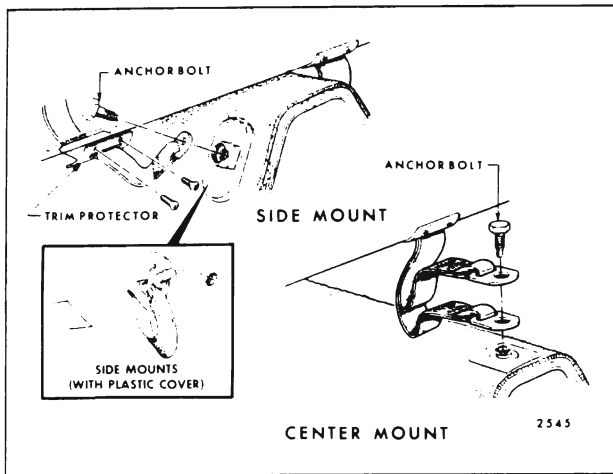 ANCHOR BOLT
TRIM PROTECTOR
SIDE MOUNT
SIDE MOUNTS
(WITH PLASTIC COVER)
ANCHOR BOLT
CENTER MOUNT
2545